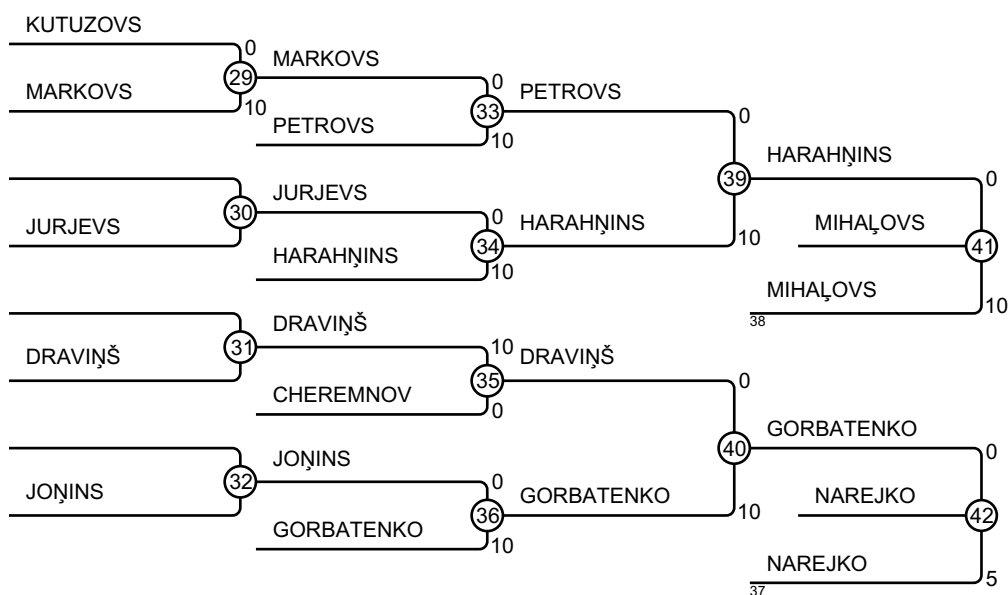 KUTUZOVS
0
29
MARKOVS
10
MARKOVS
0
33
PETROVS
10
PETROVS
0
39
JURJEVS
30
JURJEVS
0
34
HARAHŅINS
10
HARAHŅINS
10
HARAHŅINS
0
MIHAĻOVS
41
MIHAĻOVS
10
38
DRAVIŅŠ
31
DRAVIŅŠ
10
35
CHEREMNOV
0
DRAVIŅŠ
0
40
JOŅINS
32
JOŅINS
0
36
GORBATENKO
10
GORBATENKO
10
GORBATENKO
0
NAREJKO
42
NAREJKO
5
37